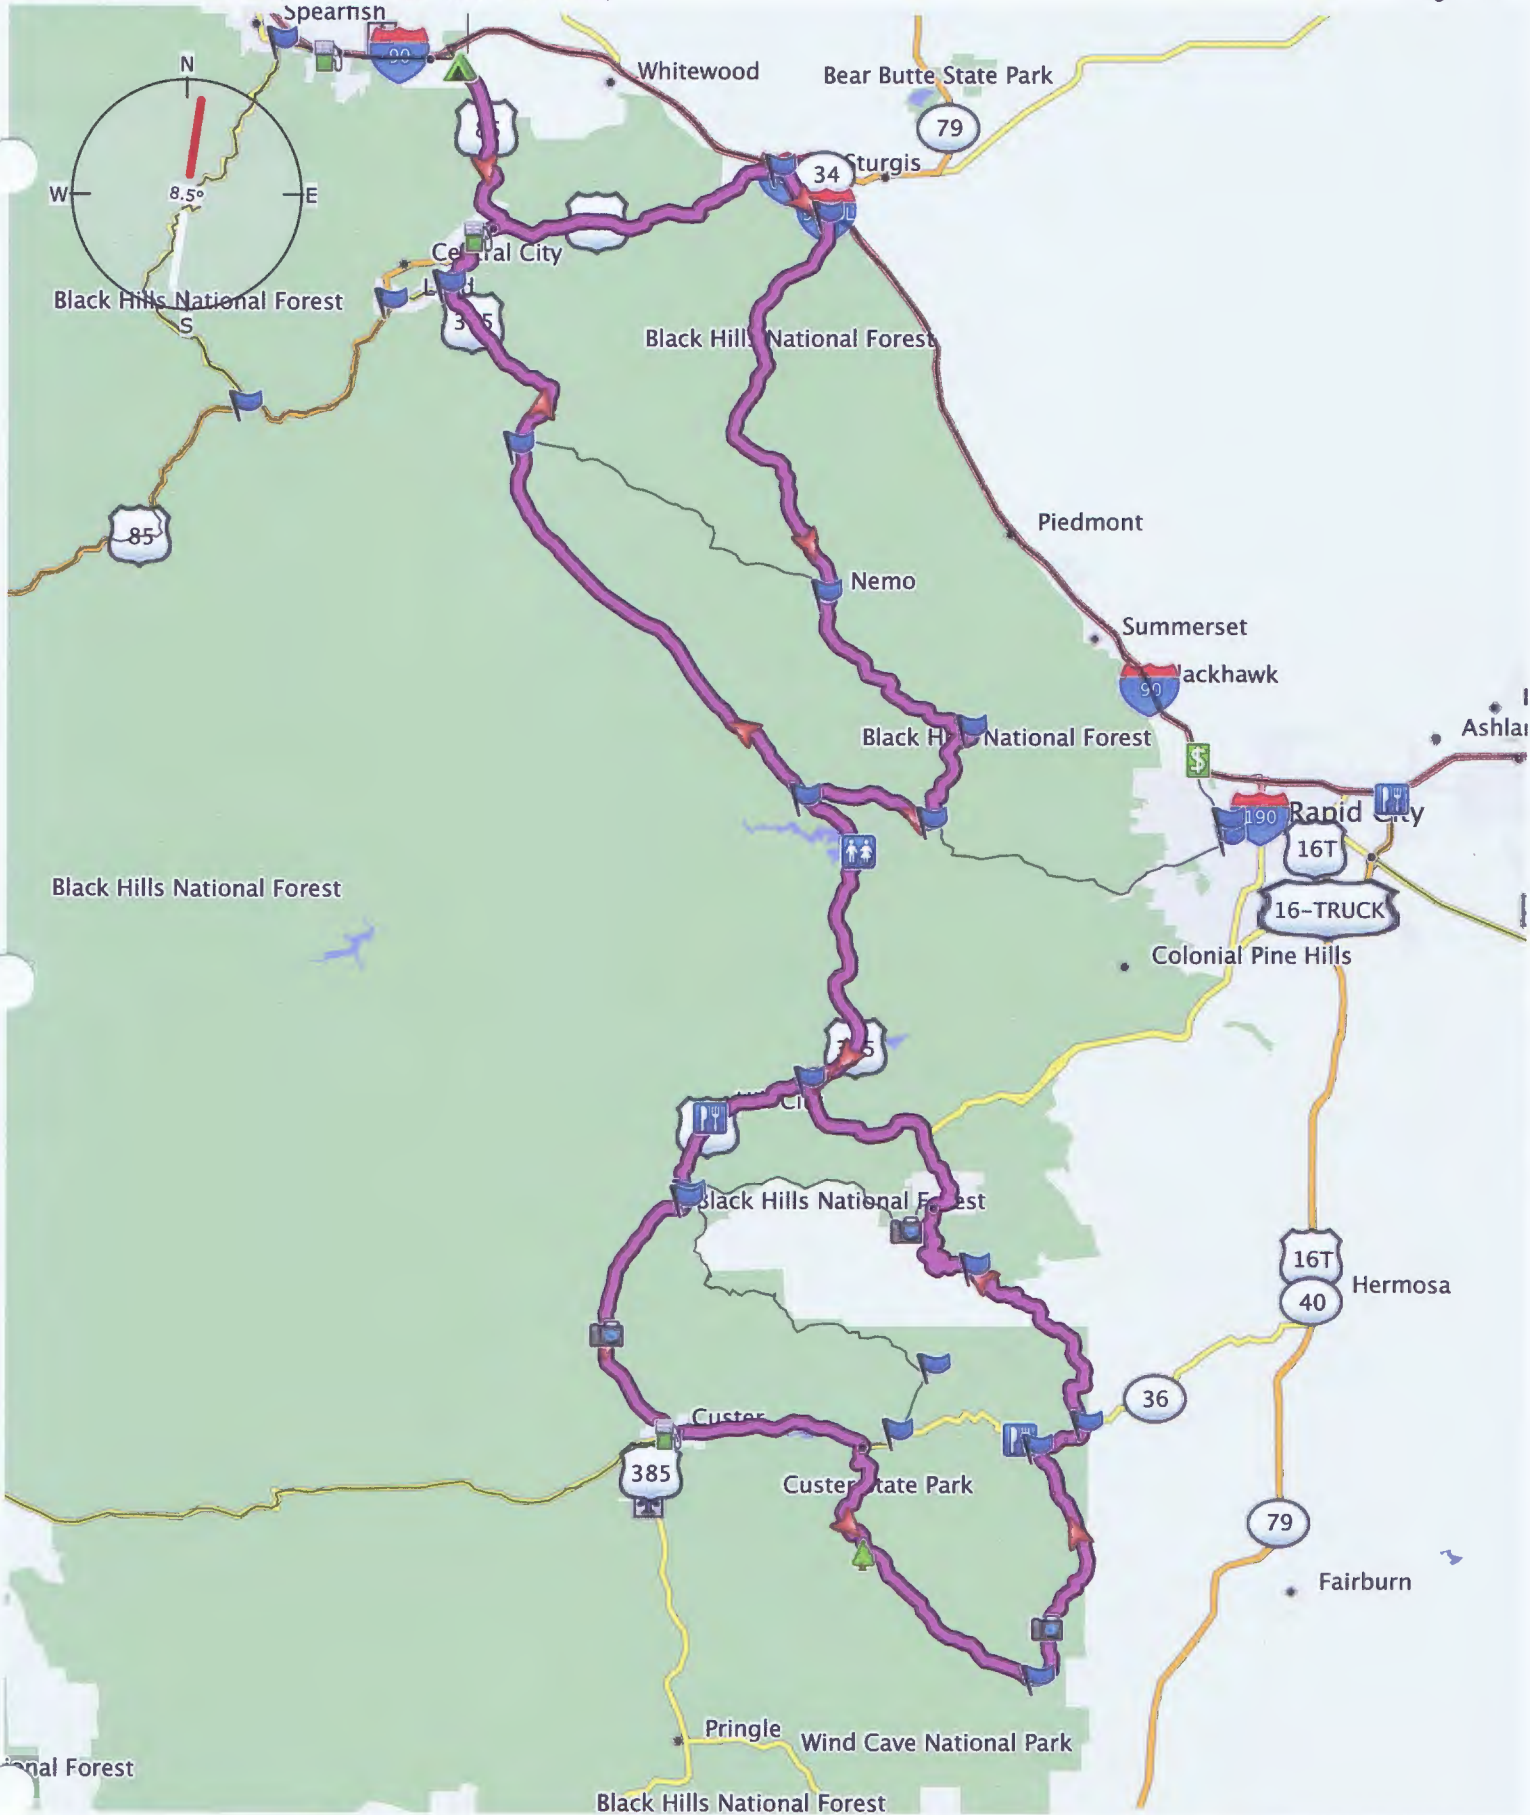 Spearfish
90
N
Whitewood
Bear Butte State Park
79
34
Sturgis
W
8.5°
E
Central City
Black Hills National Forest
S
Black Hills National Forest
85
Piedmont
Nemo
Summerset
90
Black Hills National Forest
190
Rapid City
16T
Black Hills National Forest
16-TRUCK
Colonial Pine Hills
Black Hills National Forest
16T
Hermosa
40
36
Custer
385
Custer State Park
79
Fairburn
Pringle
Wind Cave National Park
onal Forest
Black Hills National Forest